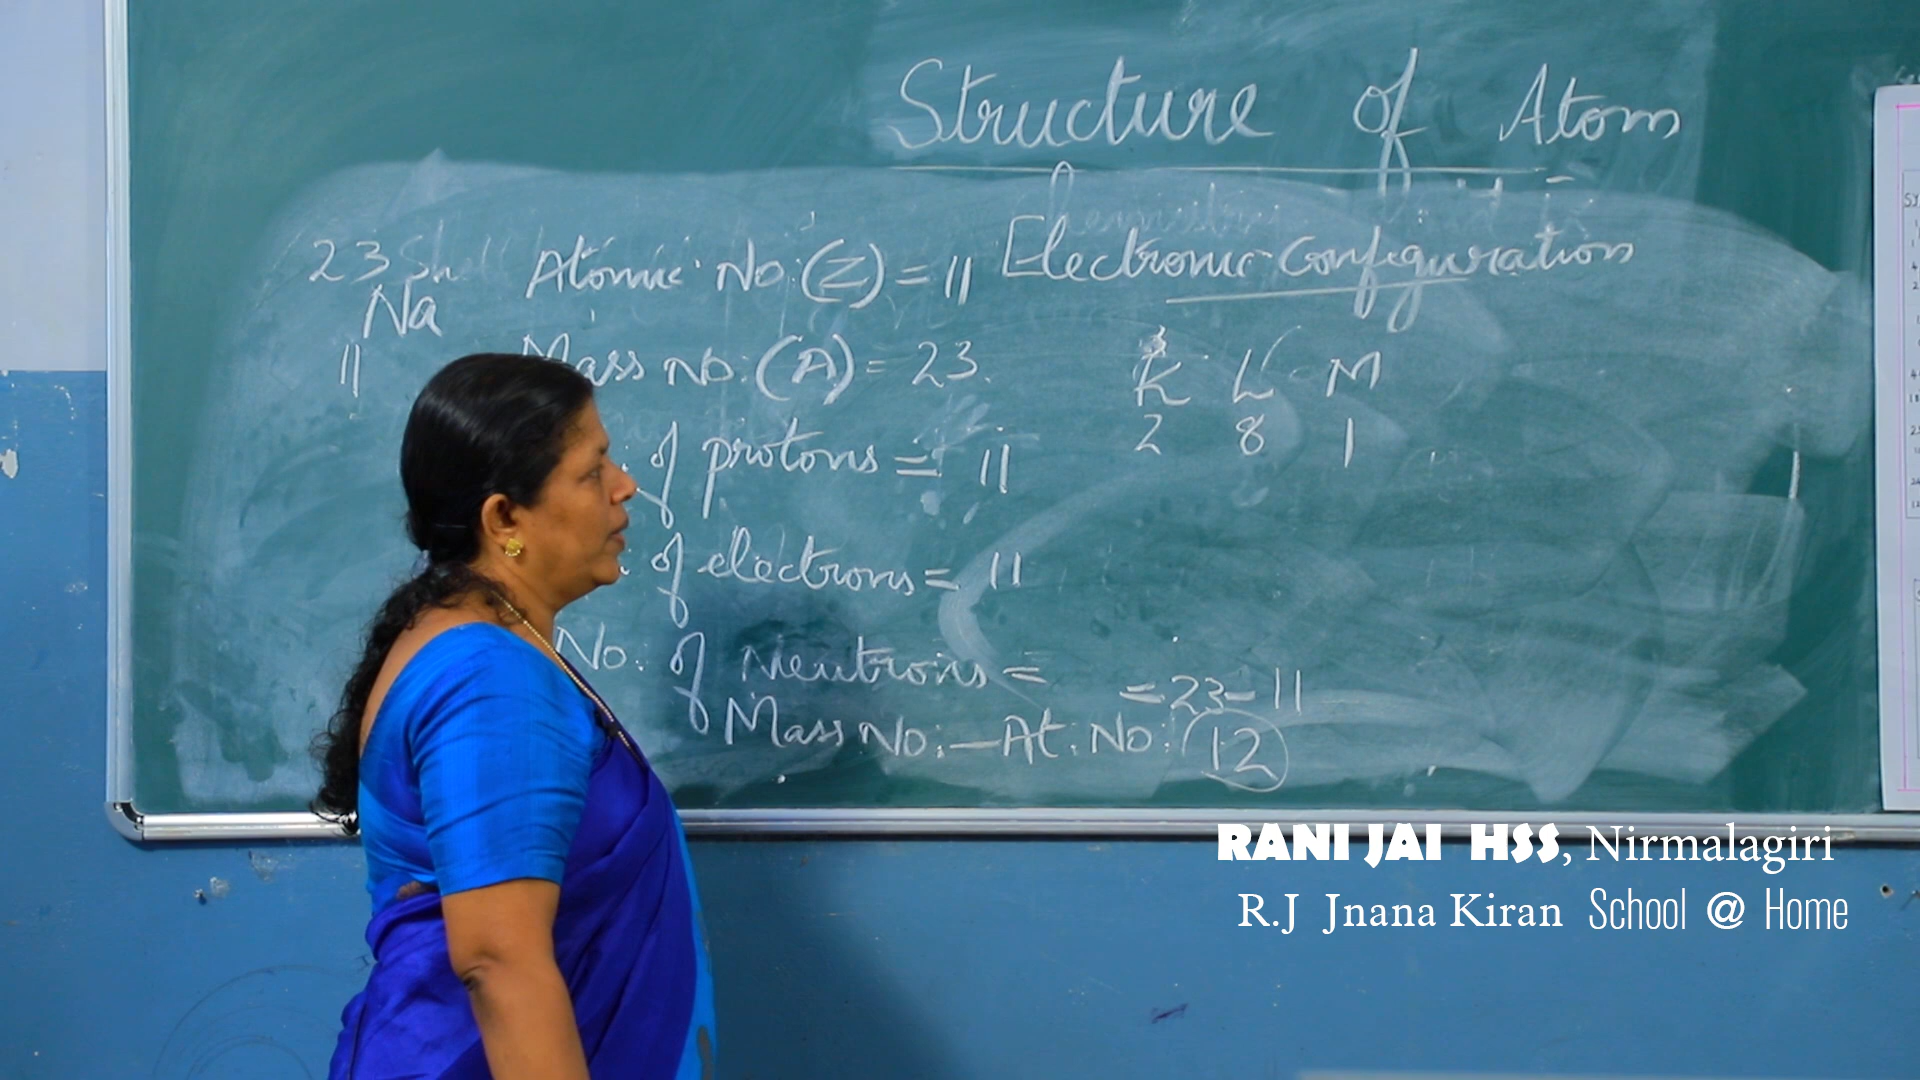 Structure of Atom
23
Na
11
Atomic No:(Z) = 11
Mass no:(A) = 23.
of protons = 11
of electrons = 11
No. of Neutrons =
Mass No: - At. No:
= 23-11
12
Electronic Configuration
K L M
2 8 1
RANI JAI HSS, Nirmalagiri
R.J Jnana Kiran School @ Home